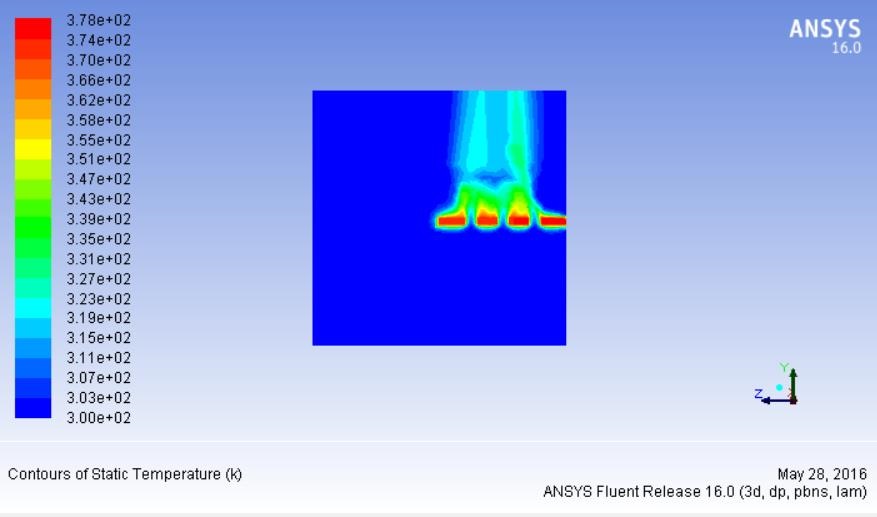 3.78e+02
3.74e+02
3.70e+02
3.66e+02
3.62e+02
3.58e+02
3.55e+02
3.51e+02
3.47e+02
3.43e+02
3.39e+02
3.35e+02
3.31e+02
3.27e+02
3.23e+02
3.19e+02
3.15e+02
3.11e+02
3.07e+02
3.03e+02
3.00e+02
ANSYS
16.0
Y
Z
Contours of Static Temperature (k)
May 28, 2016
ANSYS Fluent Release 16.0 (3d, dp, pbns, lam)